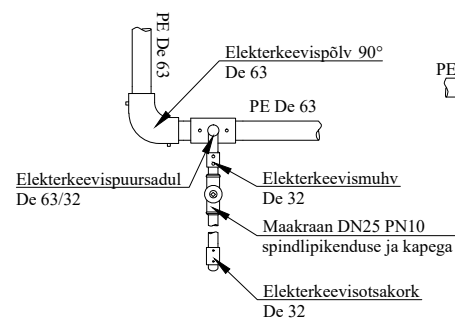 PE De 63
Elekterkeevispõlv 90°
De 63
PE
PE De 63
Elekterkeevispuursadul
De 63/32
Elekterkeevismuhv
De 32
Maakraan DN25 PN10
spindlipikenduse ja kapega
Elekterkeevisotsakork
De 32